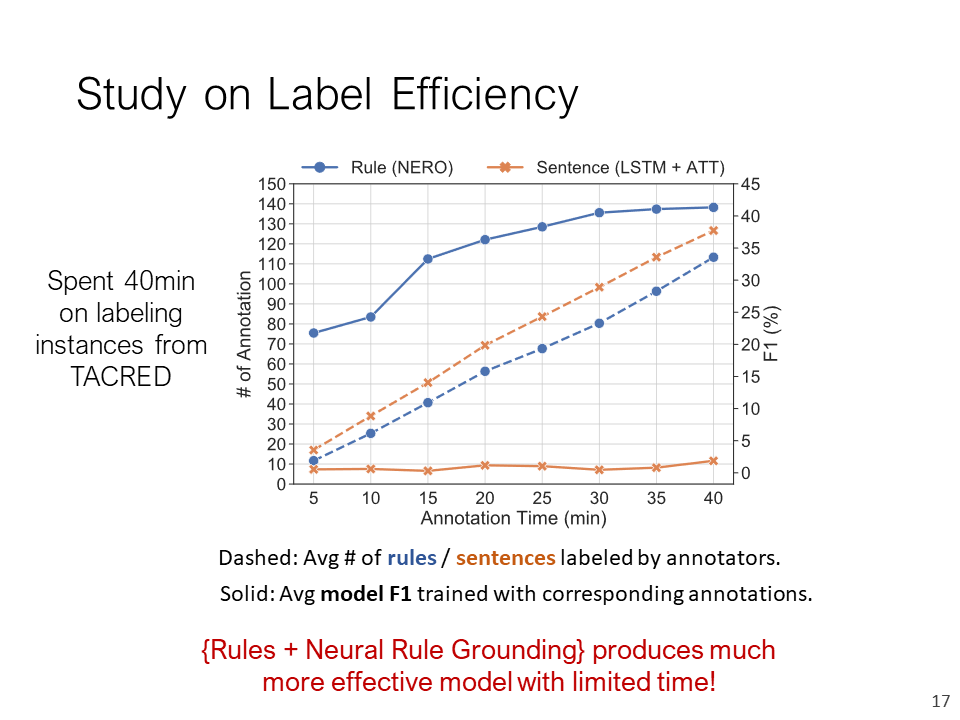 Study on Label Efficiency
Rule (NERO)
Sentence (LSTM + ATT)
Spent 40min
on labeling
instances from
TACRED
# of Annotation
150
140
130
120
110
100
90
80
70
60
50
40
30
20
10
0
45
40
35
30
25
20
15
10
5
0
F1 (%)
5 10 15 20 25 30 35 40
Annotation Time (min)
Dashed: Avg # of rules / sentences labeled by annotators.
Solid: Avg model F1 trained with corresponding annotations.
{Rules + Neural Rule Grounding} produces much
more effective model with limited time!
17